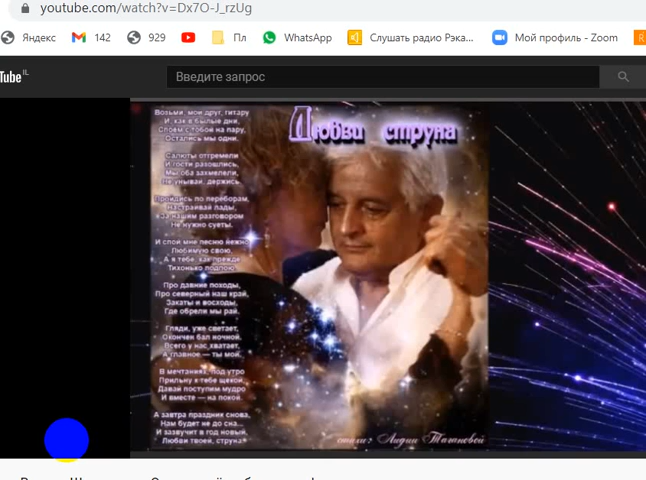 youtube.com/watch?v=Dx7O-J_rzUg
Яндекс 142 929 Пл WhatsApp Слушать радио Рэка... Мой профиль - Zoom
Tube IL
Введите запрос
Любви струна
Возьми, мой друг, гитару
И, как в былые дни,
Споём с тобой на пару,
Остались мы одни.
Салюты отгремели
И гости разошлись,
Мы оба захмелели,
Не унывай, держись.
Пройдись по переборам,
Настраивай лады,
За нашим разговором
Не нужно суеты.
И спой мне песню нежно
Любимую свою,
А я тебе, как прежде
Тихонько подпою.
Про давние походы,
Про северный наш край,
Закаты и восходы,
Где обрели мы рай.
Гляди, уже светает,
Окончен бал ночной,
Всего у нас хватает,
А главное — ты мой.
В мечтаниях, под утро
Прильну к тебе щекой,
Давай поступим мудро
И вместе — на покой.
А завтра праздник снова,
Нам будет не до сна...
И зазвучит в год новый,
Любви твоей, струна
стихи: Лидии